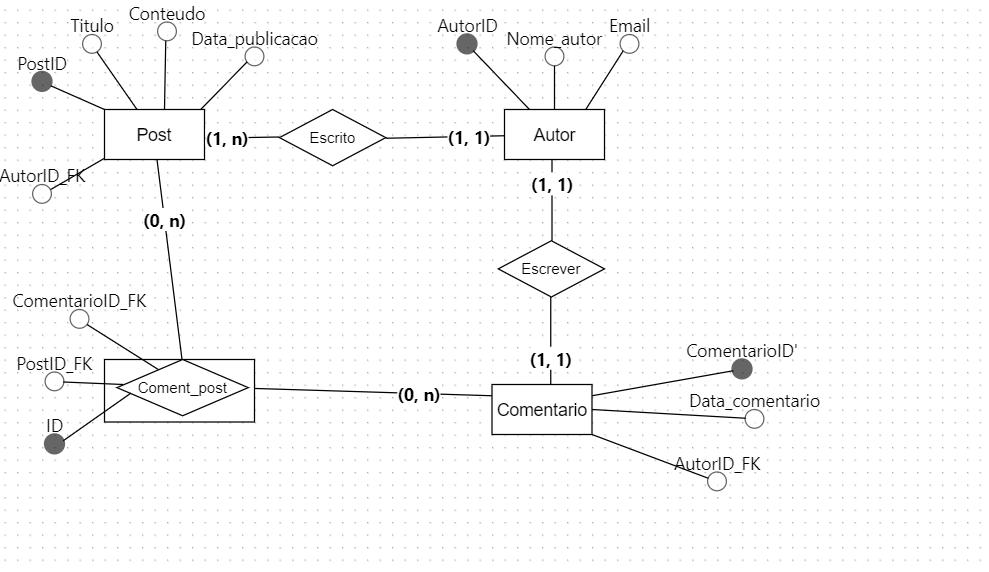 Conteudo
Titulo
Data_publicacao
PostID
AutorID
Nome_autor
Email
Post
(1, n)
Escrito
(1, 1)
Autor
AutorID_FK
(1, 1)
(0, n)
Escrever
ComentarioID_FK
(1, 1)
ComentarioID'
PostID_FK
Coment_post
(0, n)
Comentario
Data_comentario
ID
AutorID_FK